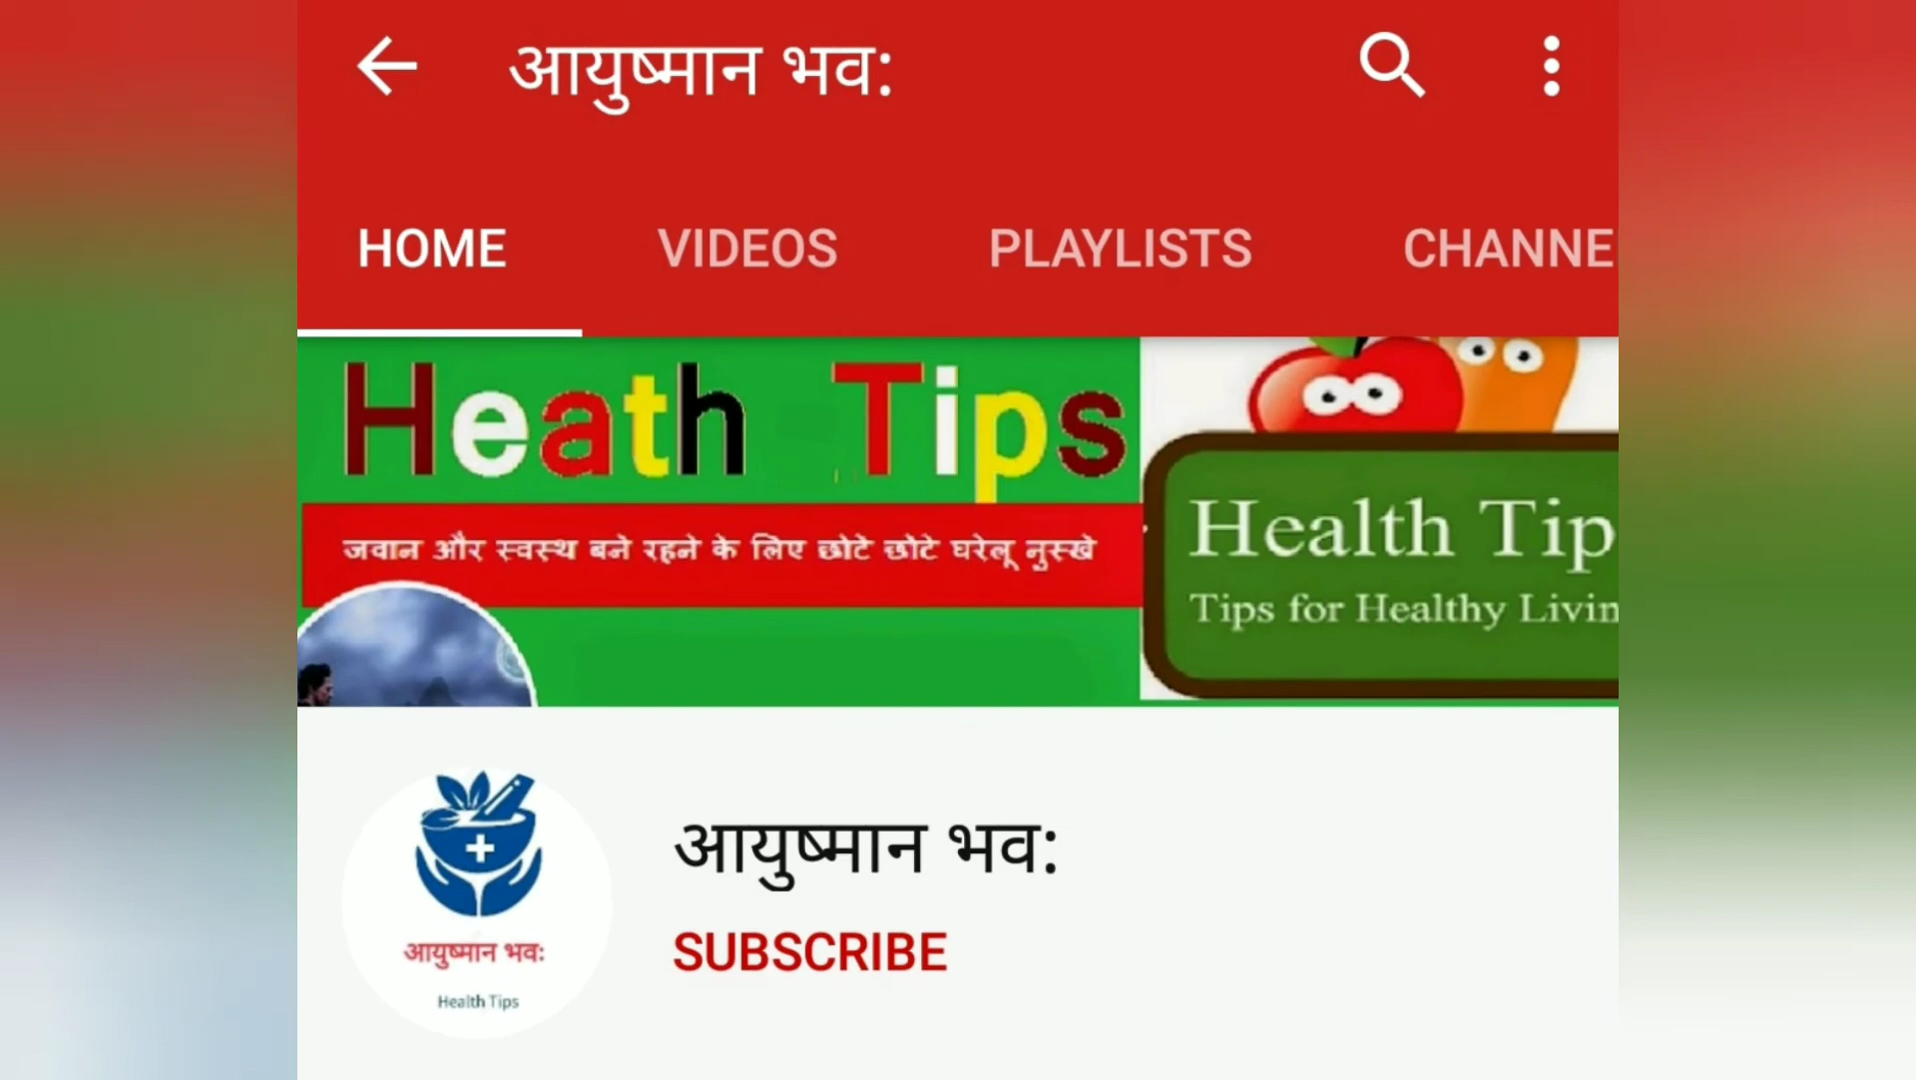 आयुष्मान भव:
HOME VIDEOS PLAYLISTS CHANNE
Heath Tips
जवान और स्वस्थ बने रहने के लिए छोटे छोटे घरेलू नुस्खे
Health Tip
Tips for Healthy Livin
आयुष्मान भव:
SUBSCRIBE
आयुष्मान भव:
Health Tips